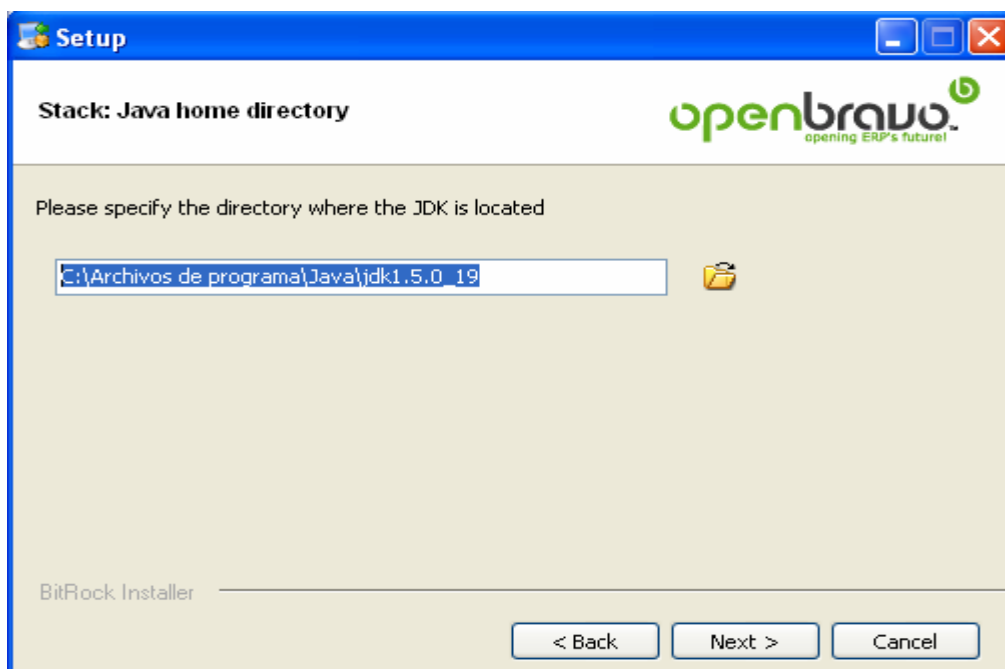 Setup
Stack: Java home directory
openbravo
opening ERP's future!
Please specify the directory where the JDK is located
C:\Archivos de programa\Java\jdk1.5.0_19
BitRock Installer
< Back Next > Cancel